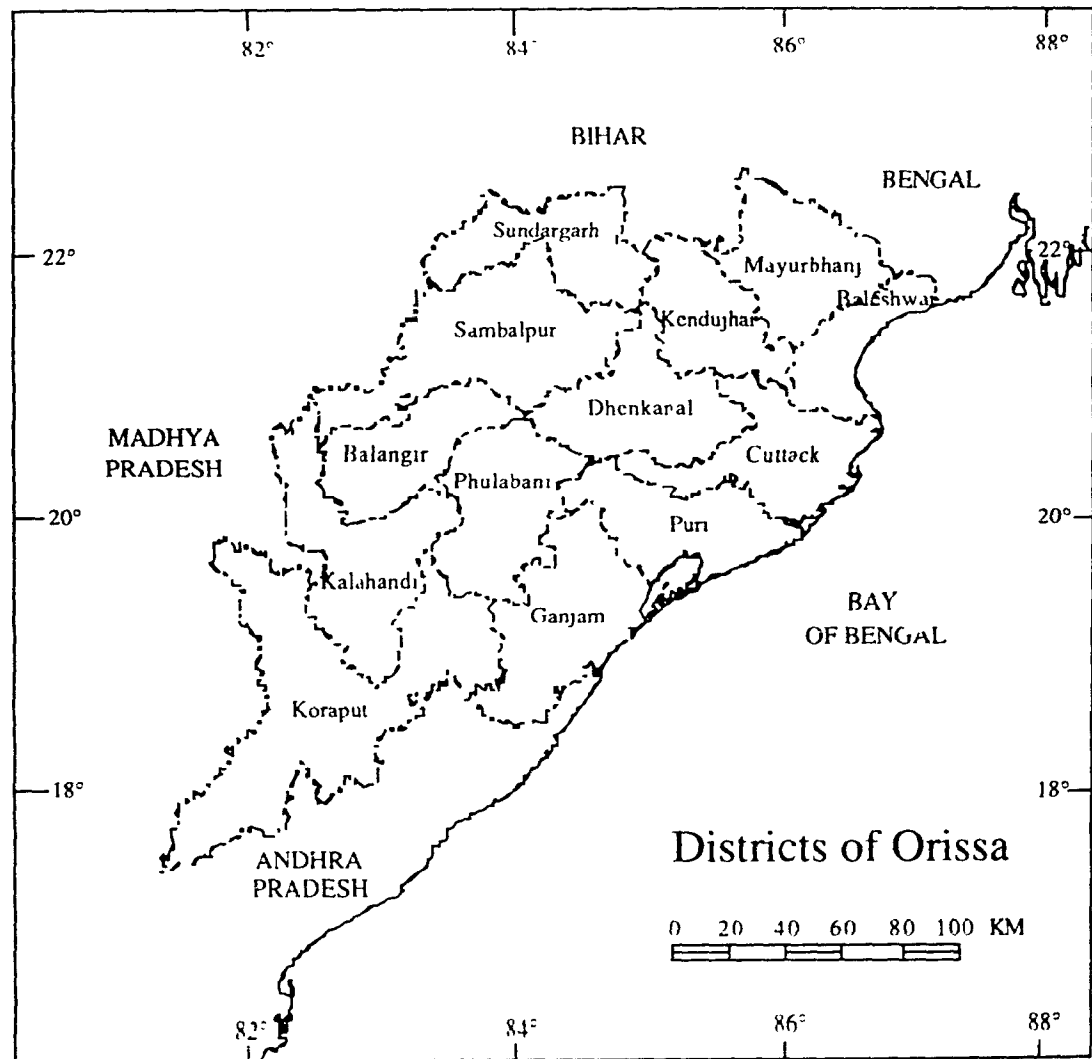 82°
84°
86°
88°
BIHAR
BENGAL
Sundargarh
22°
22°
Mayurbhanj
Baleshwar
Kendujhar
Sambalpur
Dhenkanal
MADHYA
PRADESH
Balangir
Cuttack
Phulabani
20°
Puri
20°
Kalahandi
BAY
OF BENGAL
Ganjam
Koraput
18°
18°
Districts of Orissa
ANDHRA
PRADESH
0 20 40 60 80 100 KM
82°
84°
86°
88°